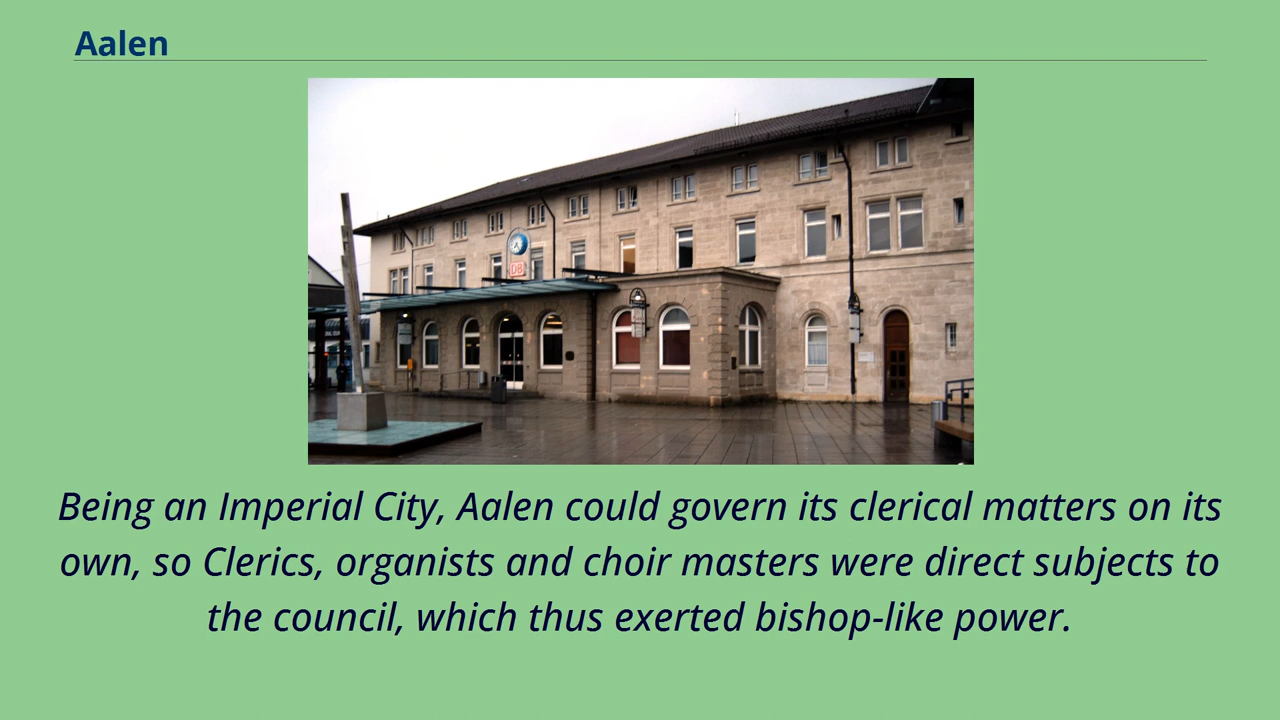 Aalen
DB
Being an Imperial City, Aalen could govern its clerical matters on its
own, so Clerics, organists and choir masters were direct subjects to
the council, which thus exerted bishop-like power.